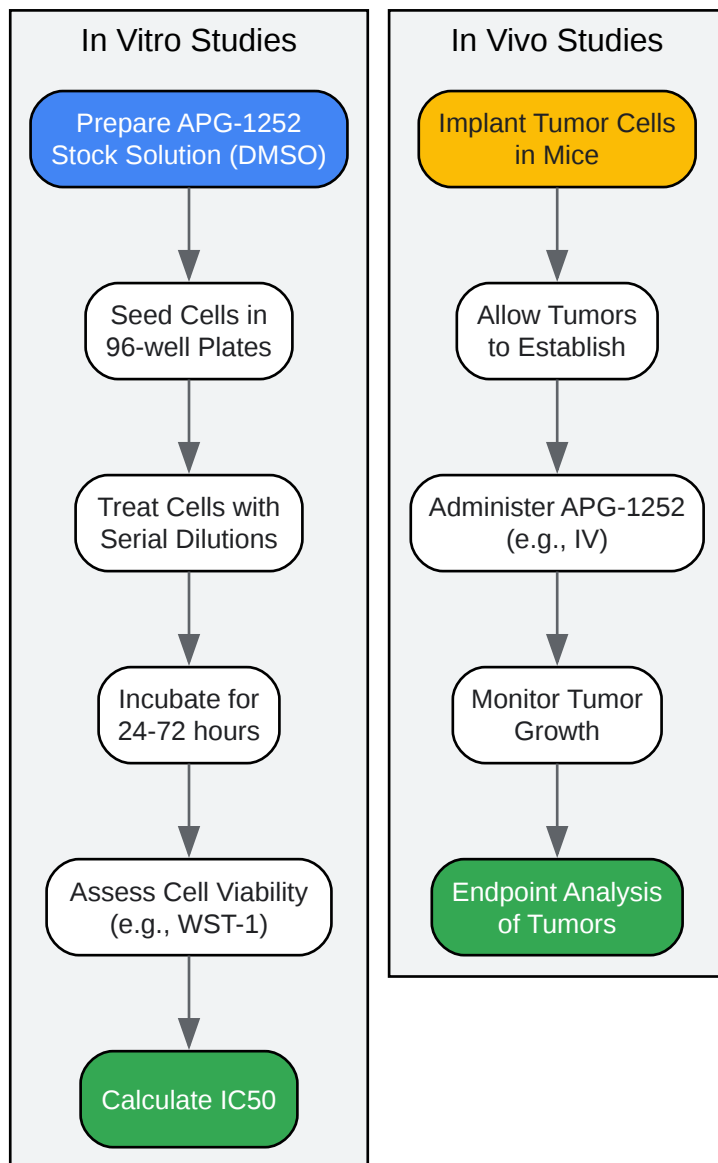 In Vitro Studies
Prepare APG-1252
Stock Solution (DMSO)
Seed Cells in
96-well Plates
Treat Cells with
Serial Dilutions
Incubate for
24-72 hours
Assess Cell Viability
(e.g., WST-1)
Calculate IC50
In Vivo Studies
Implant Tumor Cells
in Mice
Allow Tumors
to Establish
Administer APG-1252
(e.g., IV)
Monitor Tumor
Growth
Endpoint Analysis
of Tumors